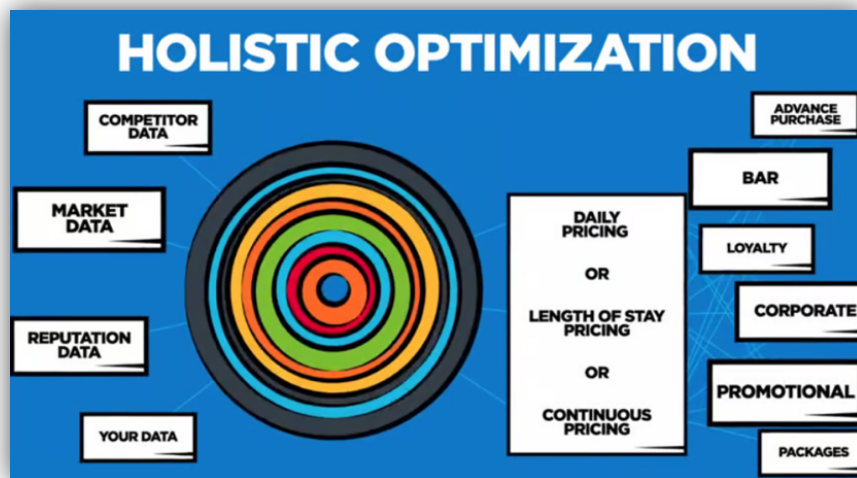 HOLISTIC OPTIMIZATION
COMPETITOR
DATA
MARKET
DATA
REPUTATION
DATA
YOUR DATA
DAILY
PRICING
OR
LENGTH OF STAY
PRICING
OR
CONTINUOUS
PRICING
ADVANCE
PURCHASE
BAR
LOYALTY
CORPORATE
PROMOTIONAL
PACKAGES